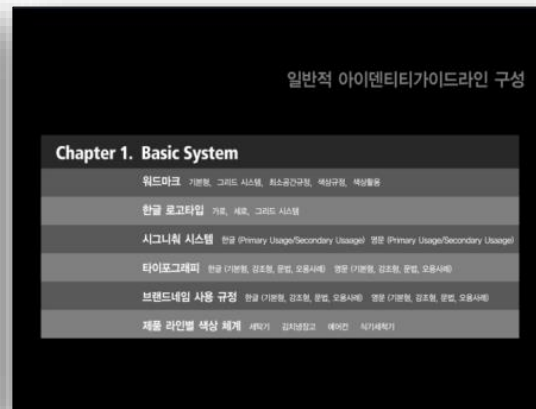 일반적 아이덴티티가이드라인 구성
Chapter 1. Basic System
워드마크 기본형, 그리드 시스템, 최소공간규정, 색상규정, 색상활용
한글 로고타입 가로, 세로, 그리드 시스템
시그니춰 시스템 한글 (Primary Usage/Secondary Usaage) 영문 (Primary Usage/Secondary Usaage)
타이포그래피 한글 (기본형, 강조형, 문법, 오용사례) 영문 (기본형, 강조형, 문법, 오용사례)
브랜드네임 사용 규정 한글 (기본형, 강조형, 문법, 오용사례) 영문 (기본형, 강조형, 문법, 오용사례)
제품 라인별 색상 체계 세탁기 김치냉장고 에어컨 식기세척기